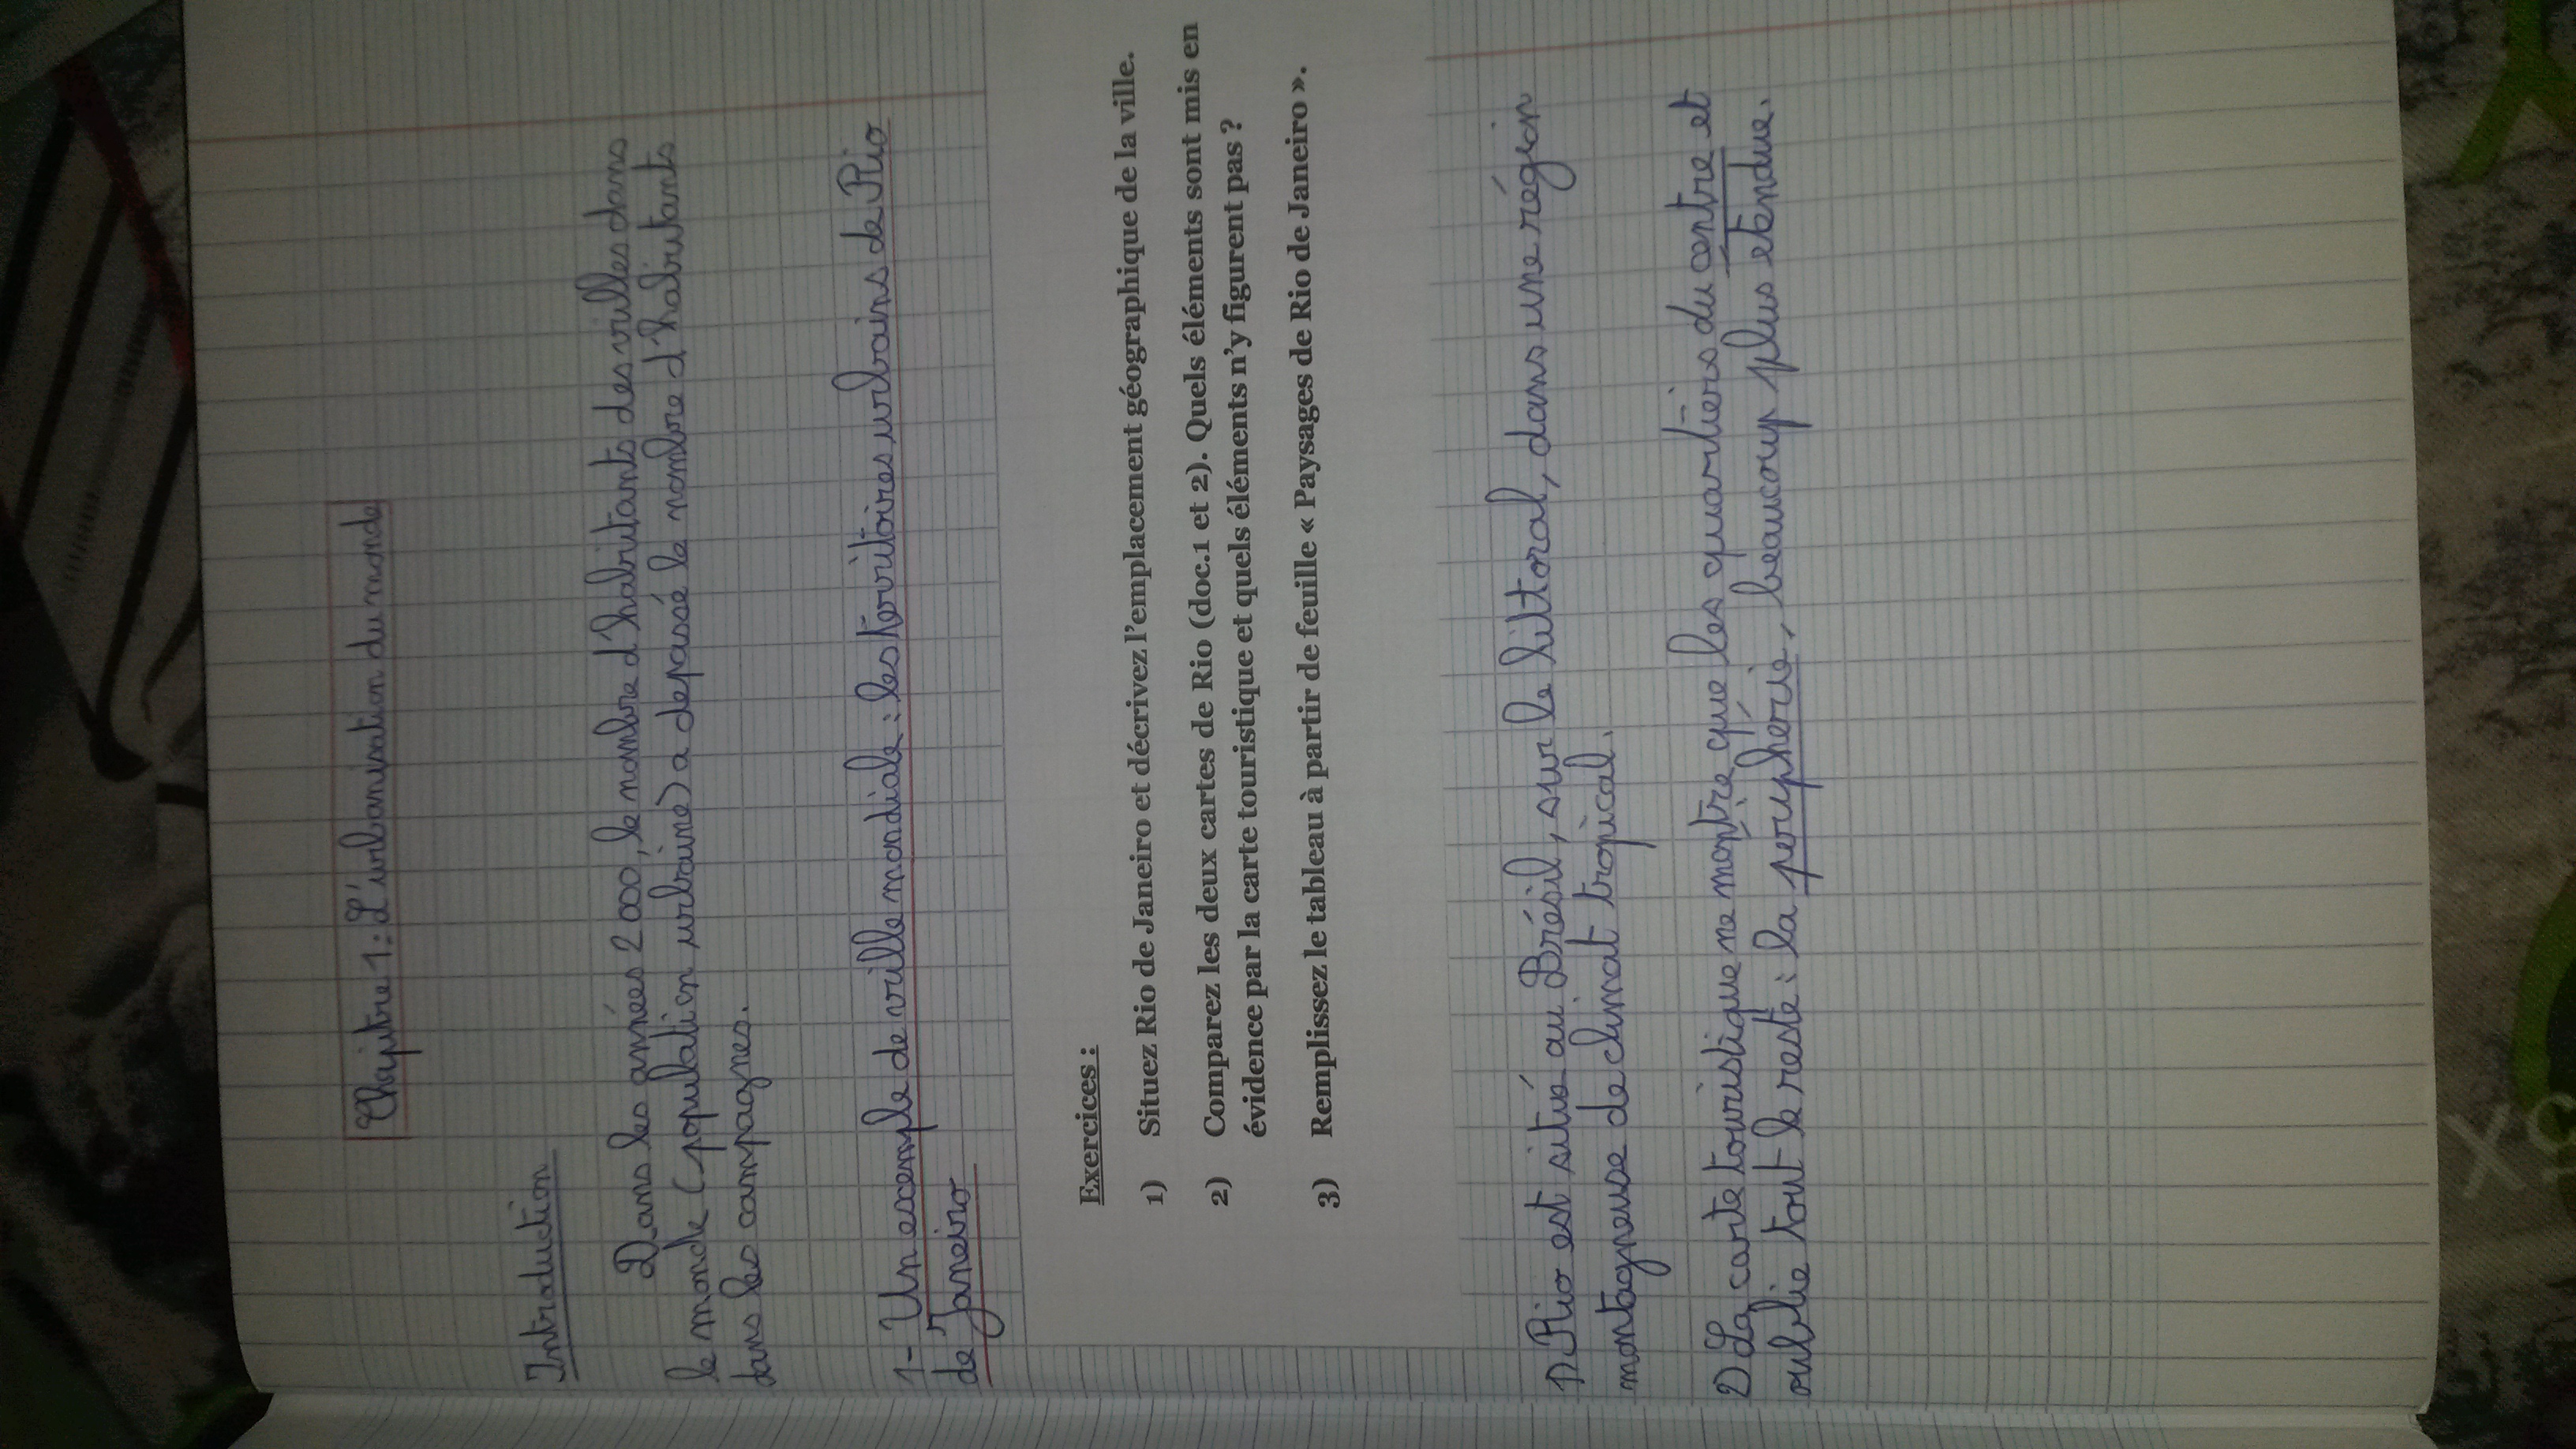 Chapitre 1: L'urbanisation du monde
Introduction
Dans les années 2000, le nombre d'habitants des villes dans
le monde (population urbaine) a depassé le nombre d'habitants
dans les campagnes.
1- Un exemple de ville mondiale : les territoires urbains de Rio
de Janeiro
Exercices :
1) Situez Rio de Janeiro et décrivez l'emplacement géographique de la ville.
2) Comparez les deux cartes de Rio (doc.1 et 2). Quels éléments sont mis en
évidence par la carte touristique et quels éléments n'y figurent pas ?
3) Remplissez le tableau à partir de feuille « Paysages de Rio de Janeiro ».
1) Rio est situé au Brésil, sur le littoral, dans une région
montagneuse de climat tropical.
2) La carte touristique ne montre que les quartiers du centre et
oublie tout le reste : la périphérie, beaucoup plus étendue.